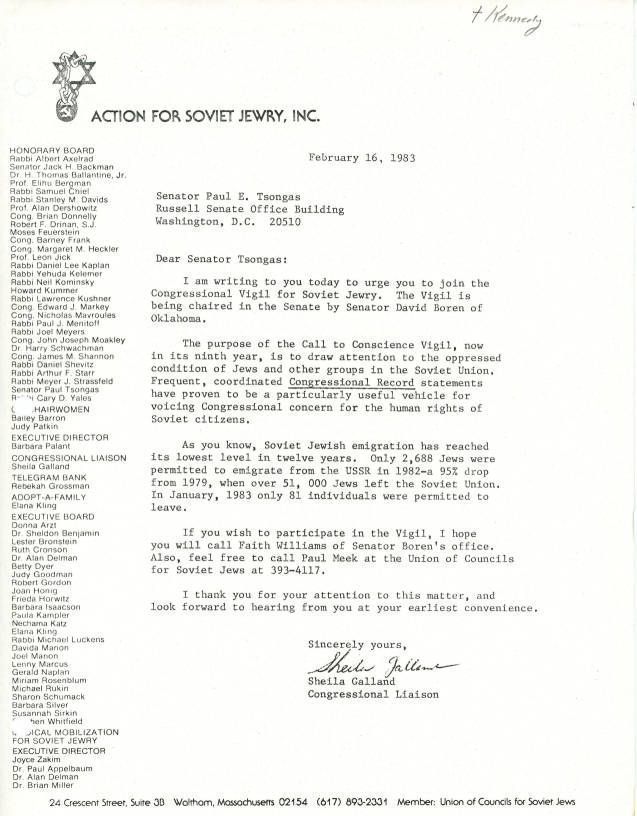 + Kennedy
ACTION FOR SOVIET JEWRY, INC.
HONORARY BOARD
Rabbi Albert Axelrad
Senator Jack H. Backman
Dr. H. Thomas Ballantine, Jr.
Prof. Elihu Bergman
Rabbi Samuel Chiel
Rabbi Stanley M. Davids
Prof. Alan Dershowitz
Cong. Brian Donnelly
Robert F. Drinan, S.J.
Moses Feuerstein
Cong. Barney Frank
Cong. Margaret M. Heckler
Prof. Leon Jick
Rabbi Daniel Lee Kaplan
Rabbi Yehuda Kelemer
Rabbi Neil Kominsky
Howard Kummer
Rabbi Lawrence Kushner
Cong. Edward J. Markey
Cong. Nicholas Mavroules
Rabbi Paul J. Menitoff
Rabbi Joel Meyers
Cong. John Joseph Moakley
Dr. Harry Schwachman
Cong. James M. Shannon
Rabbi Daniel Shevitz
Rabbi Arthur F. Starr
Rabbi Meyer J. Strassfeld
Senator Paul Tsongas
Cary D. Yales
HAIRWOMEN
Bailey Barron
Judy Patkin
EXECUTIVE DIRECTOR
Barbara Palant
CONGRESSIONAL LIAISON
Sheila Galland
TELEGRAM BANK
Rebekah Grossman
ADOPT-A-FAMILY
Elana Kling
EXECUTIVE BOARD
Donna Arzt
Dr. Sheldon Benjamin
Lester Bronstein
Ruth Cronson
Dr. Alan Delman
Betty Dyer
Judy Goodman
Robert Gordon
Joan Honig
Frieda Horwitz
Barbara Isaacson
Paula Kampler
Nechama Katz
Elana Kling
Rabbi Michael Luckens
Davida Manon
Joel Manon
Lenny Marcus
Gerald Naplan
Miriam Rosenblum
Michael Rukin
Sharon Schumack
Barbara Silver
Susannah Sirkin
hen Whitfield
ICAL MOBILIZATION
FOR SOVIET JEWRY
EXECUTIVE DIRECTOR
Joyce Zakim
Dr. Paul Appelbaum
Dr. Alan Delman
Dr. Brian Miller
February 16, 1983
Senator Paul E. Tsongas
Russell Senate Office Building
Washington, D.C. 20510
Dear Senator Tsongas:
I am writing to you today to urge you to join the
Congressional Vigil for Soviet Jewry. The Vigil is
being chaired in the Senate by Senator David Boren of
Oklahoma.
The purpose of the Call to Conscience Vigil, now
in its ninth year, is to draw attention to the oppressed
condition of Jews and other groups in the Soviet Union.
Frequent, coordinated Congressional Record statements
have proven to be a particularly useful vehicle for
voicing Congressional concern for the human rights of
Soviet citizens.
As you know, Soviet Jewish emigration has reached
its lowest level in twelve years. Only 2,688 Jews were
permitted to emigrate from the USSR in 1982-a 95% drop
from 1979, when over 51, 000 Jews left the Soviet Union.
In January, 1983 only 81 individuals were permitted to
leave.
If you wish to participate in the Vigil, I hope
you will call Faith Williams of Senator Boren's office.
Also, feel free to call Paul Meek at the Union of Councils
for Soviet Jews at 393-4117.
I thank you for your attention to this matter, and
look forward to hearing from you at your earliest convenience.
Sincerely yours,
Sheila Galland
Sheila Galland
Congressional Liaison
24 Crescent Street, Suite 3B Waltham, Massachusetts 02154 (617) 893-2331 Member: Union of Councils for Soviet Jews